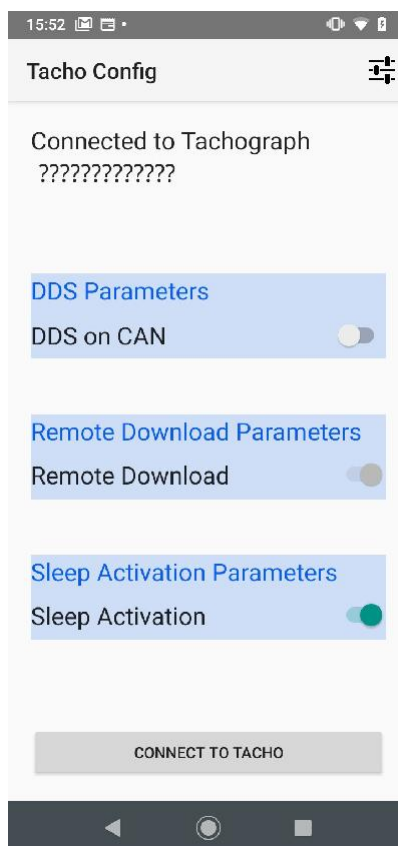 15:52
Tacho Config
Connected to Tachograph
?????????????
DDS Parameters
DDS on CAN
Remote Download Parameters
Remote Download
Sleep Activation Parameters
Sleep Activation
CONNECT TO TACHO